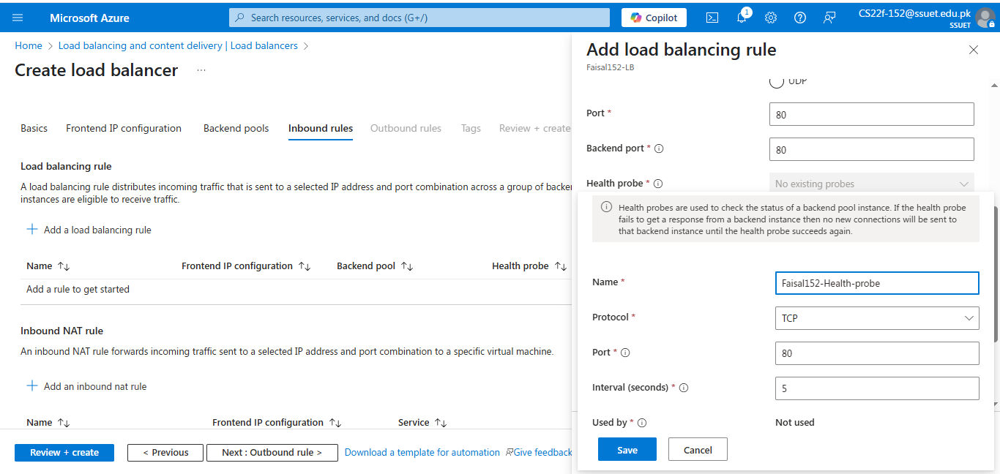 Microsoft Azure
Search resources, services, and docs (G+/)
Copilot
1
CS22f-152@ssuet.edu.pk
SSUET
Home > Load balancing and content delivery | Load balancers >
Create load balancer ...
Basics Frontend IP configuration Backend pools Inbound rules Outbound rules Tags Review + create
Load balancing rule
A load balancing rule distributes incoming traffic that is sent to a selected IP address and port combination across a group of backe
instances are eligible to receive traffic.
+ Add a load balancing rule
Name ↑↓ Frontend IP configuration ↑↓ Backend pool ↑↓ Health probe ↑↓
Add a rule to get started
Inbound NAT rule
An inbound NAT rule forwards incoming traffic sent to a selected IP address and port combination to a specific virtual machine.
+ Add an inbound nat rule
Name ↑↓ Frontend IP configuration ↑↓ Service ↑↓
Review + create
< Previous
Next : Outbound rule >
Download a template for automation
Give feedback
Add load balancing rule
Faisal152-LB
UDP
Port * 80
Backend port * 80
Health probe * No existing probes
Health probes are used to check the status of a backend pool instance. If the health probe
fails to get a response from a backend instance then no new connections will be sent to
that backend instance until the health probe succeeds again.
Name * Faisal152-Health-probe
Protocol * TCP
Port * 80
Interval (seconds) * 5
Used by * Not used
Save
Cancel